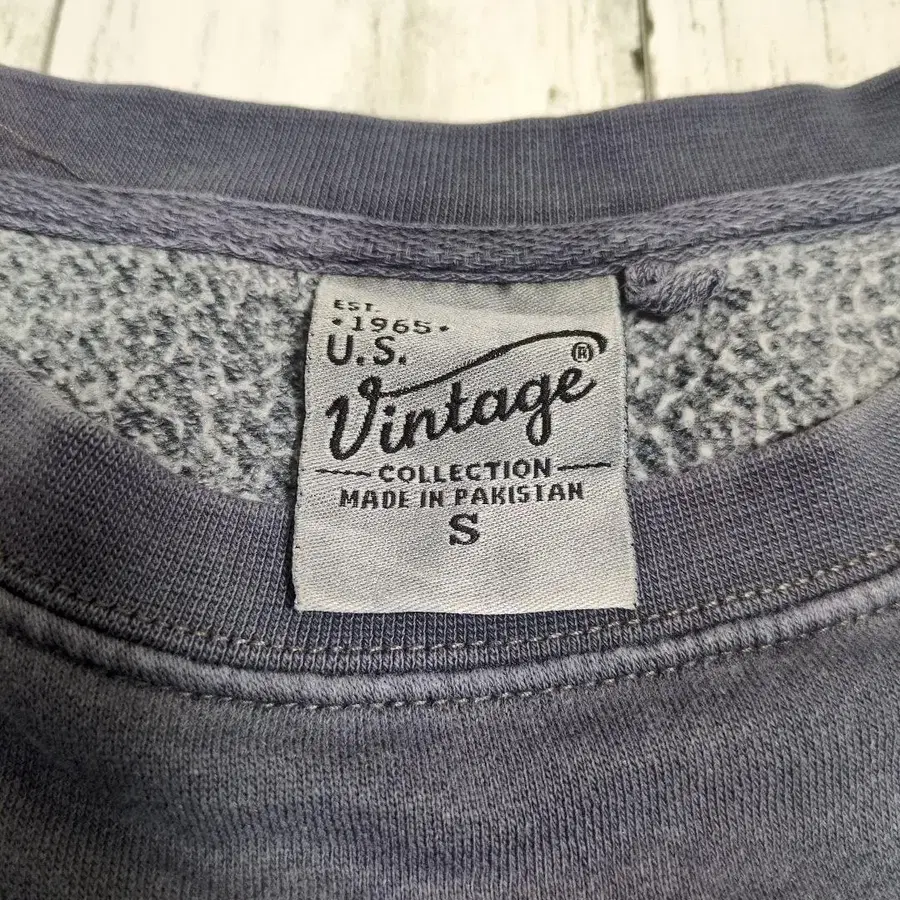 EST.
•1965•
U.S.
Vintage®
COLLECTION
MADE IN PAKISTAN
S